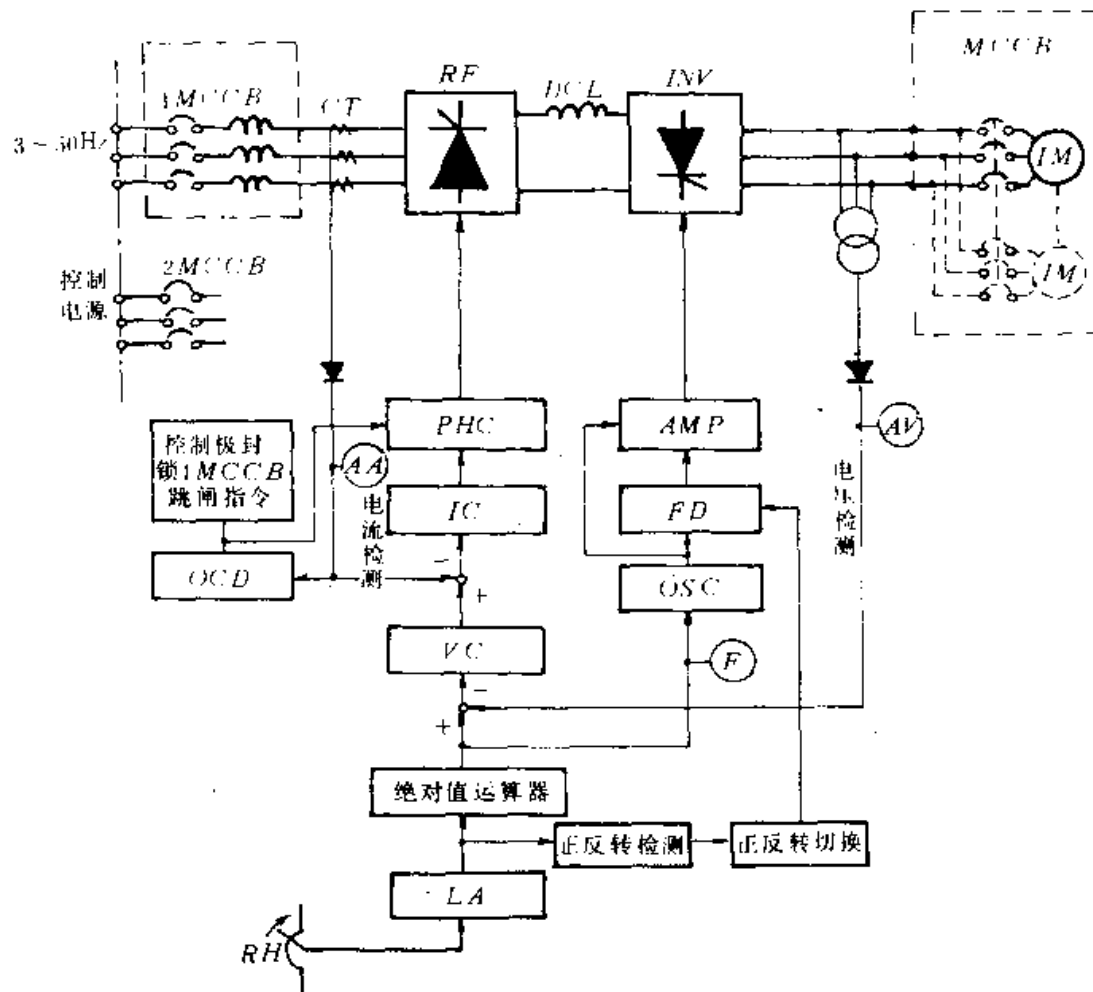 MCCB
RF
INV
DCL
1MCCB
CT
3~50Hz
IM
2MCCB
控制
电源
IM
PHC
AMP
AV
控制极封
锁1MCCB
跳闸指令
AA
电流检测
电压检测
IC
FD
OCD
−
+
OSC
VC
F
−
+
绝对值运算器
正反转检测
正反转切换
LA
RH